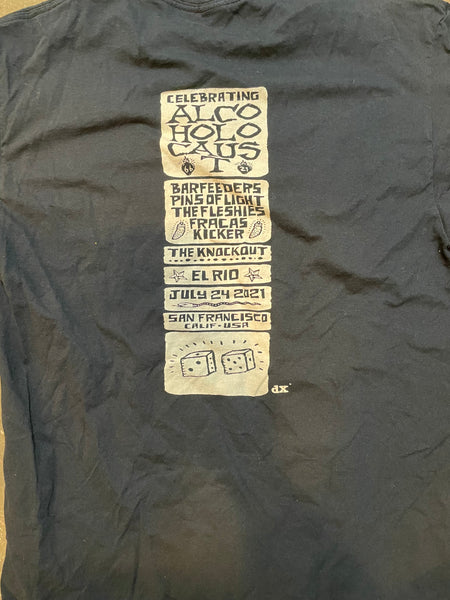 CELEBRATING
ALCO
HOLO
CAUS
T
BARFEEDERS
PINS OF LIGHT
THE FLESHIES
FRACAS
KICKER
THE KNOCKOUT
EL RIO
JULY 24 2021
SAN FRANCISCO
CALIF-USA
dX